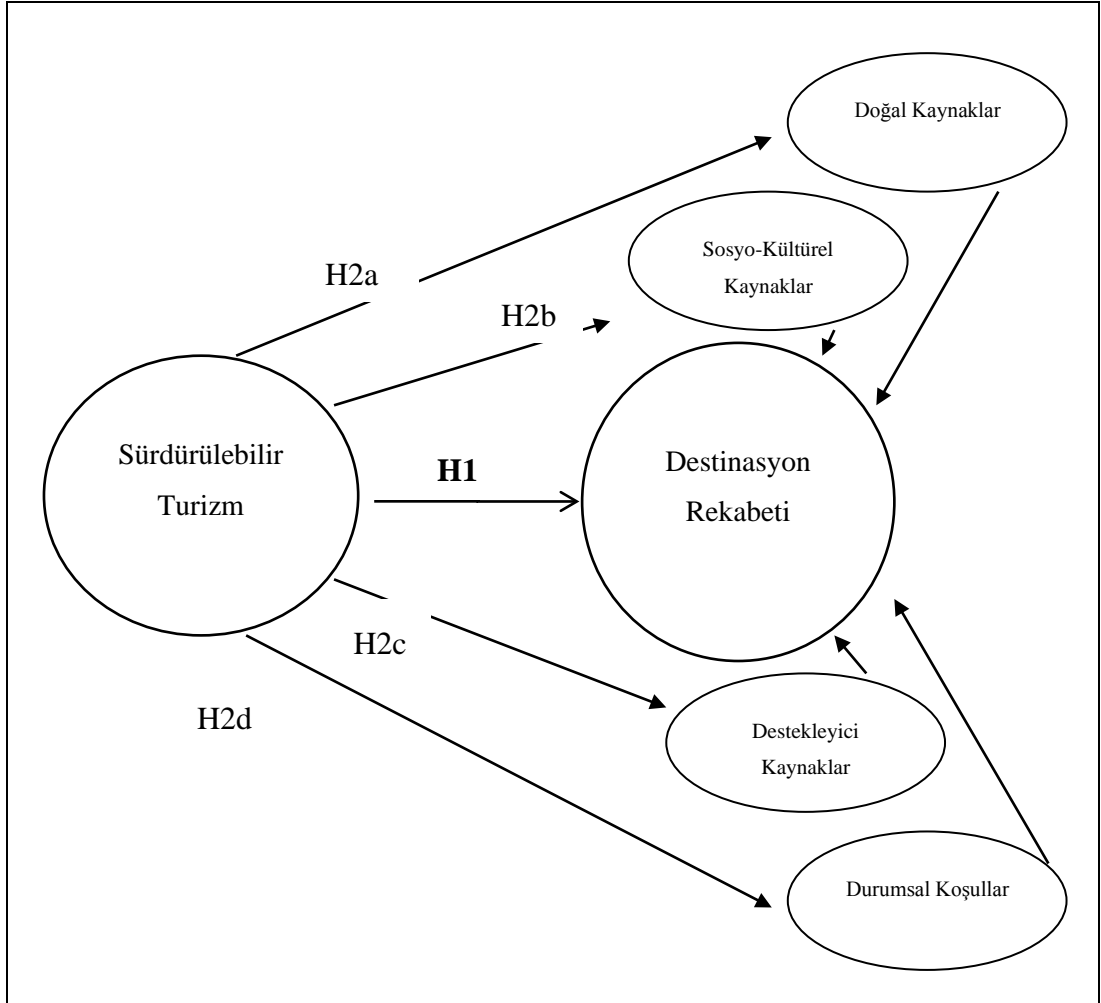 Doğal Kaynaklar
Sosyo-Kültürel
Kaynaklar
H2a
H2b
Sürdürülebilir
Turizm
H1
Destinasyon
Rekabeti
H2c
H2d
Destekleyici
Kaynaklar
Durumsal Koşullar